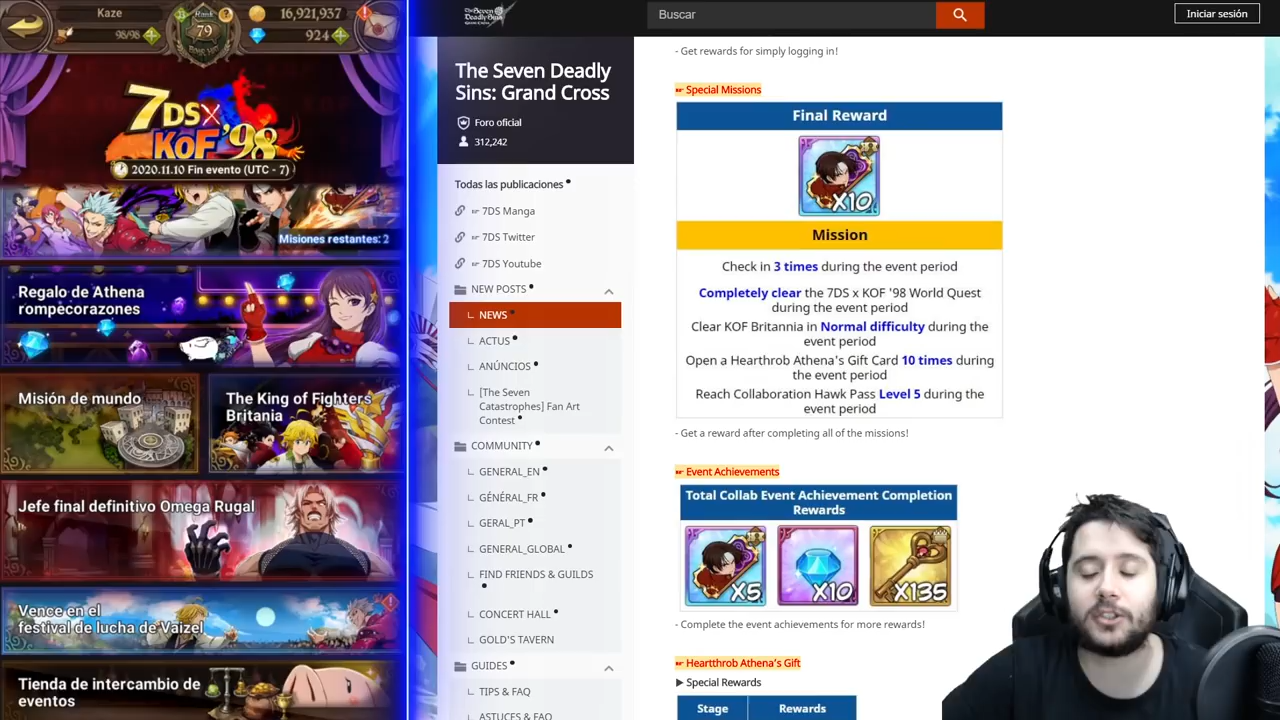 Kaze
98/98
Rank
79
16,921,937
924
7DS x
KOF '98
2020.11.10 Fin evento (UTC - 7)
Misiones restantes: 2
Regalo de Athena
rompecorazones
Misión de mundo
The King of Fighters
Britania
Jefe final definitivo Omega Rugal
Vence en el
festival de lucha de Vaizel
Tienda de intercambio de
eventos
The Seven
Deadly Sins
Buscar
Iniciar sesión
The Seven Deadly
Sins: Grand Cross
Foro oficial
312,242
Todas las publicaciones
☞ 7DS Manga
☞ 7DS Twitter
☞ 7DS Youtube
NEW POSTS
NEWS
ACTUS
ANÚNCIOS
[The Seven
Catastrophes] Fan Art
Contest
COMMUNITY
GENERAL_EN
GÉNÉRAL_FR
GERAL_PT
GENERAL_GLOBAL
FIND FRIENDS & GUILDS
CONCERT HALL
GOLD'S TAVERN
GUIDES
TIPS & FAQ
ASTUCES & FAQ
- Get rewards for simply logging in!
☞ Special Missions
Final Reward
X10
Mission
Check in 3 times during the event period
Completely clear the 7DS x KOF '98 World Quest
during the event period
Clear KOF Britannia in Normal difficulty during the
event period
Open a Hearthrob Athena's Gift Card 10 times during
the event period
Reach Collaboration Hawk Pass Level 5 during the
event period
- Get a reward after completing all of the missions!
☞ Event Achievements
Total Collab Event Achievement Completion
Rewards
X5 X10 X135
- Complete the event achievements for more rewards!
☞ Heartthrob Athena's Gift
▶ Special Rewards
Stage Rewards